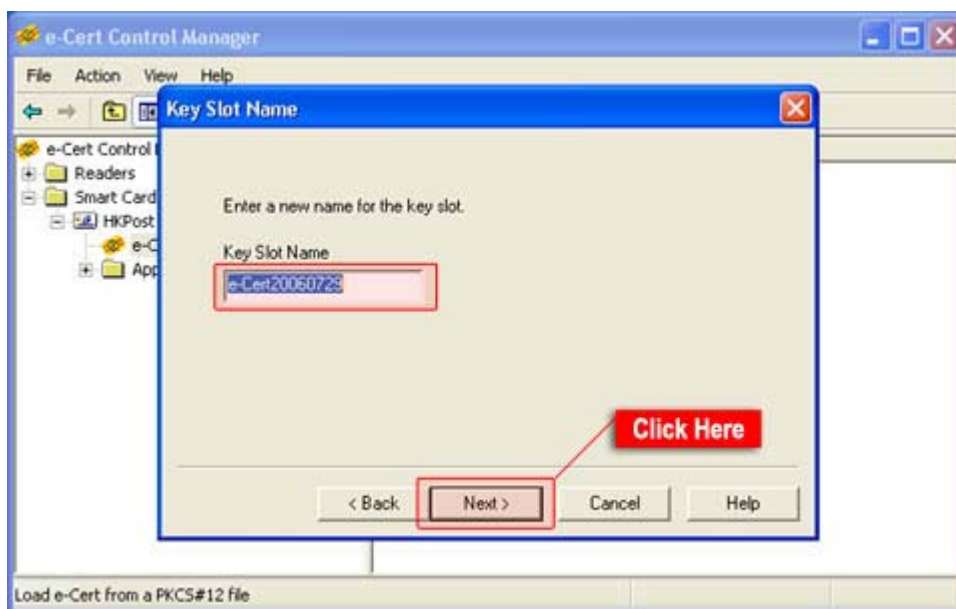 e-Cert Control Manager
File Action View Help
Key Slot Name
e-Cert Control
Readers
Smart Card
HKPost
e-C
App
Enter a new name for the key slot.
Key Slot Name
e-Cert20060729
Click Here
< Back Next > Cancel Help
Load e-Cert from a PKCS#12 file